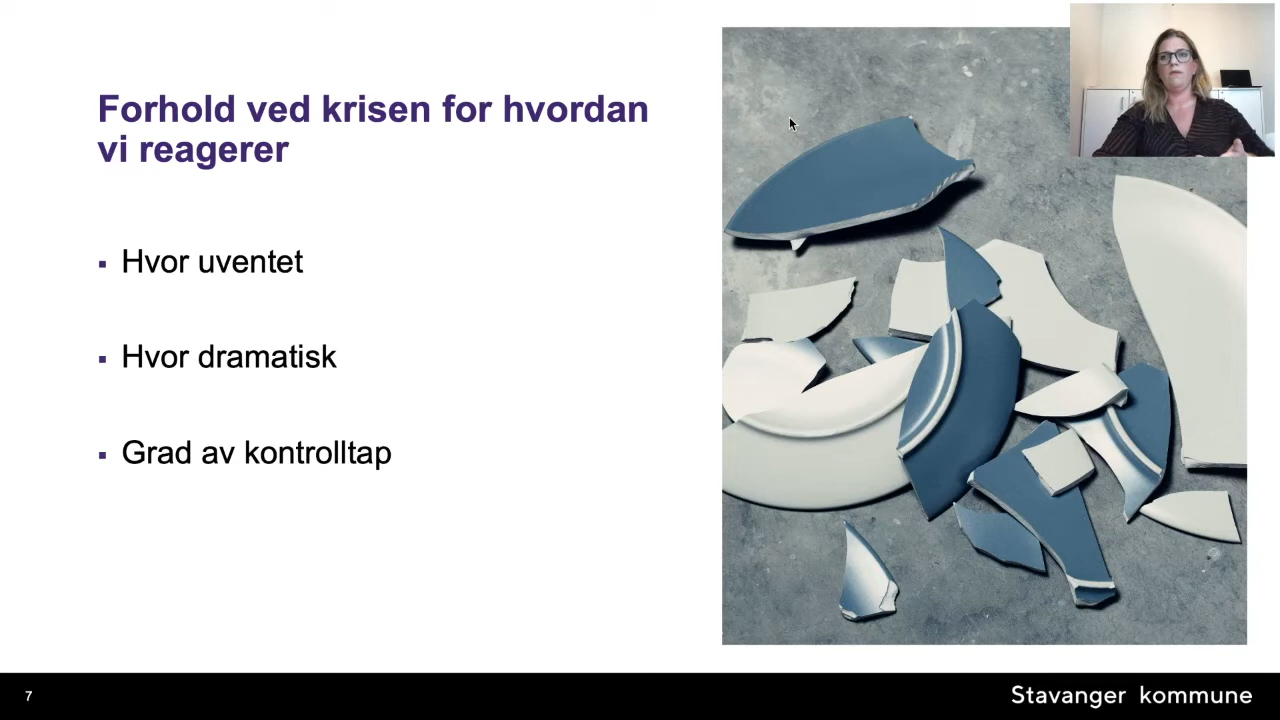 Forhold ved krisen for hvordan
vi reagerer
Hvor uventet
Hvor dramatisk
Grad av kontrolltap
7
Stavanger kommune